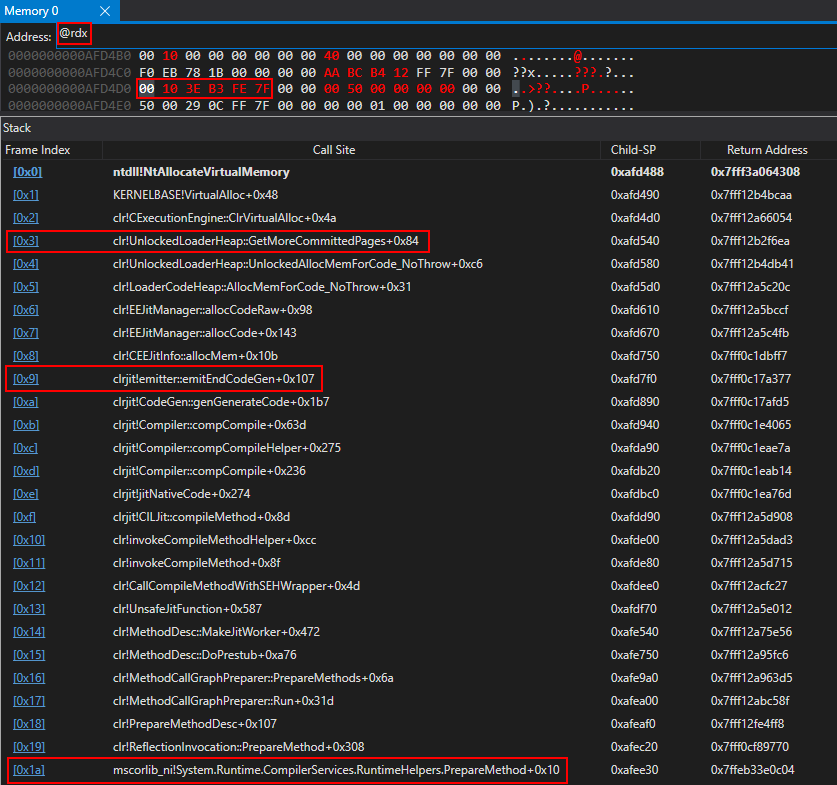 Memory 0 X
Address: @rdx
0000000000AFD4B0 00 10 00 00 00 00 00 00 40 00 00 00 00 00 00 00 ........@.......
0000000000AFD4C0 F0 EB 78 1B 00 00 00 00 AA BC B4 12 FF 7F 00 00 ??x.....???.?...
0000000000AFD4D0 00 10 3E B3 FE 7F 00 00 00 50 00 00 00 00 00 00 ..>??....P......
0000000000AFD4E0 50 00 29 0C FF 7F 00 00 00 00 01 00 00 00 00 00 P.).?...........
Stack
Frame Index Call Site Child-SP Return Address
[0x0] ntdll!NtAllocateVirtualMemory 0xafd488 0x7fff3a064308
[0x1] KERNELBASE!VirtualAlloc+0x48 0xafd490 0x7fff12b4bcaa
[0x2] clr!CExecutionEngine::ClrVirtualAlloc+0x4a 0xafd4d0 0x7fff12a66054
[0x3] clr!UnlockedLoaderHeap::GetMoreCommittedPages+0x84 0xafd540 0x7fff12b2f6ea
[0x4] clr!UnlockedLoaderHeap::UnlockedAllocMemForCode_NoThrow+0xc6 0xafd580 0x7fff12b4db41
[0x5] clr!LoaderCodeHeap::AllocMemForCode_NoThrow+0x31 0xafd5d0 0x7fff12a5c20c
[0x6] clr!EEJitManager::allocCodeRaw+0x98 0xafd610 0x7fff12a5bccf
[0x7] clr!EEJitManager::allocCode+0x143 0xafd670 0x7fff12a5c4fb
[0x8] clr!CEEJitInfo::allocMem+0x10b 0xafd750 0x7fff0c1dbff7
[0x9] clrjit!emitter::emitEndCodeGen+0x107 0xafd7f0 0x7fff0c17a377
[0xa] clrjit!CodeGen::genGenerateCode+0x1b7 0xafd890 0x7fff0c17afd5
[0xb] clrjit!Compiler::compCompile+0x63d 0xafd940 0x7fff0c1e4065
[0xc] clrjit!Compiler::compCompileHelper+0x275 0xafda90 0x7fff0c1eae7a
[0xd] clrjit!Compiler::compCompile+0x236 0xafdb20 0x7fff0c1eab14
[0xe] clrjit!jitNativeCode+0x274 0xafdbc0 0x7fff0c1ea76d
[0xf] clrjit!CILJit::compileMethod+0x8d 0xafdd90 0x7fff12a5d908
[0x10] clr!invokeCompileMethodHelper+0xcc 0xafde00 0x7fff12a5dad3
[0x11] clr!invokeCompileMethod+0x8f 0xafde80 0x7fff12a5d715
[0x12] clr!CallCompileMethodWithSEHWrapper+0x4d 0xafdee0 0x7fff12acfc27
[0x13] clr!UnsafeJitFunction+0x587 0xafdf70 0x7fff12a5e012
[0x14] clr!MethodDesc::MakeJitWorker+0x472 0xafe540 0x7fff12a75e56
[0x15] clr!MethodDesc::DoPrestub+0xa76 0xafe750 0x7fff12a95fc6
[0x16] clr!MethodCallGraphPreparer::PrepareMethods+0x6a 0xafe9a0 0x7fff12a963d5
[0x17] clr!MethodCallGraphPreparer::Run+0x31d 0xafea00 0x7fff12abc58f
[0x18] clr!PrepareMethodDesc+0x107 0xafeaf0 0x7fff12fe4ff8
[0x19] clr!ReflectionInvocation::PrepareMethod+0x308 0xafec20 0x7fff0cf89770
[0x1a] mscorlib_ni!System.Runtime.CompilerServices.RuntimeHelpers.PrepareMethod+0x10 0xafee30 0x7ffeb33e0c04